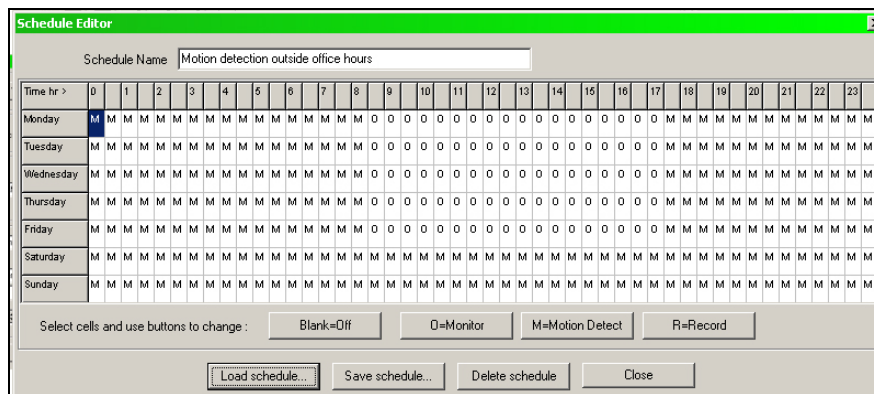 Schedule Editor
Schedule Name Motion detection outside office hours
Time hr > 0 1 2 3 4 5 6 7 8 9 10 11 12 13 14 15 16 17 18 19 20 21 22 23
Monday M M M M M M M M M M M M M M M M M O O O O O O O O O O O O O O O O O O M M M M M M M M M M M M M
Tuesday M M M M M M M M M M M M M M M M M O O O O O O O O O O O O O O O O O O M M M M M M M M M M M M M
Wednesday M M M M M M M M M M M M M M M M M O O O O O O O O O O O O O O O O O O M M M M M M M M M M M M M
Thursday M M M M M M M M M M M M M M M M M O O O O O O O O O O O O O O O O O O M M M M M M M M M M M M M
Friday M M M M M M M M M M M M M M M M M O O O O O O O O O O O O O O O O O O M M M M M M M M M M M M M
Saturday M M M M M M M M M M M M M M M M M M M M M M M M M M M M M M M M M M M M M M M M M M M M M M M M
Sunday M M M M M M M M M M M M M M M M M M M M M M M M M M M M M M M M M M M M M M M M M M M M M M M M
Select cells and use buttons to change : Blank=Off O=Monitor M=Motion Detect R=Record
Load schedule... Save schedule... Delete schedule Close